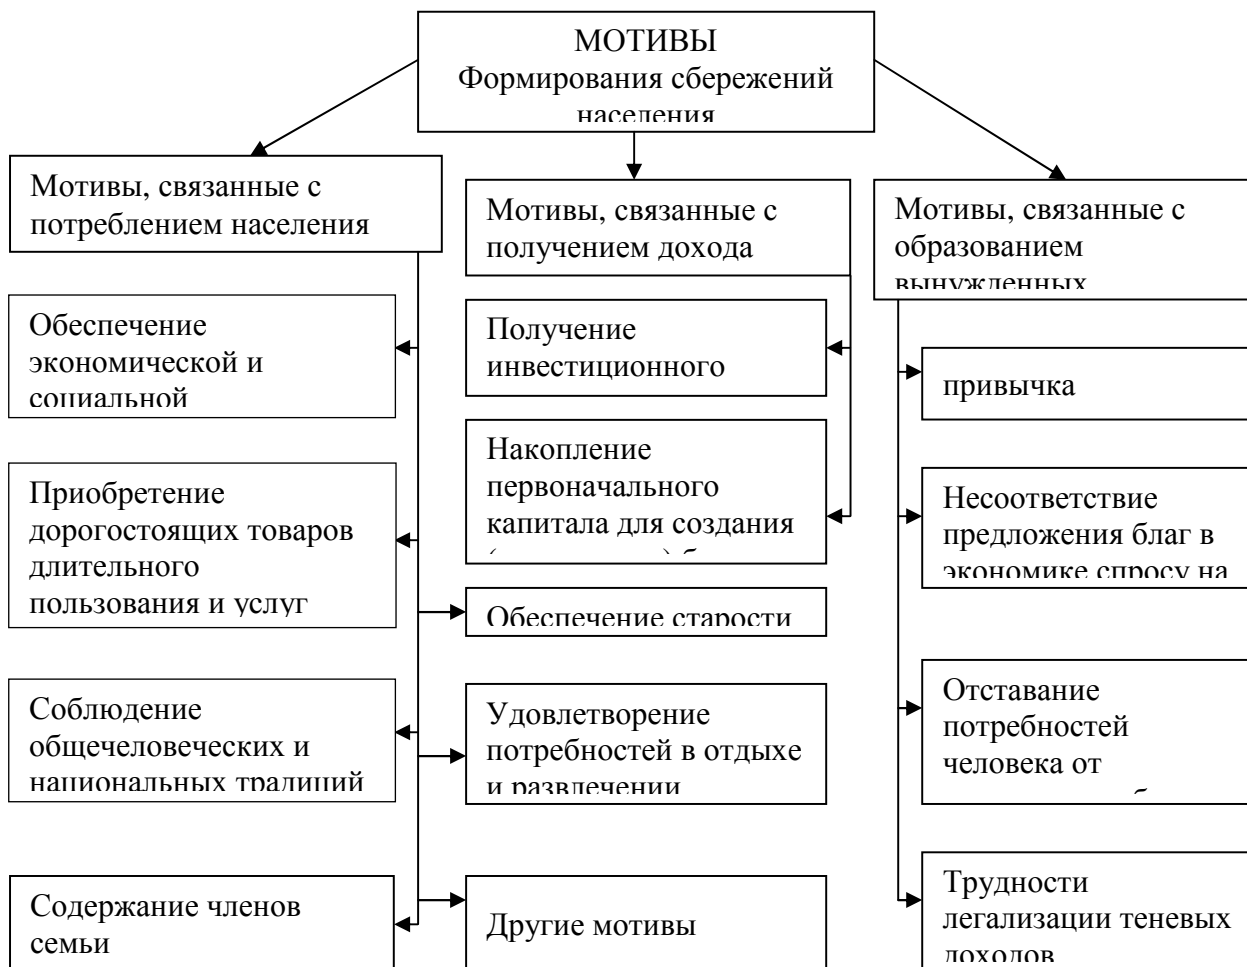 МОТИВЫ
Формирования сбережений
населения
Мотивы, связанные с
потреблением населения
Мотивы, связанные с
получением дохода
Мотивы, связанные с
образованием
вынужденных
Обеспечение
экономической и
социальной
Получение
инвестиционного
привычка
Приобретение
дорогостоящих товаров
длительного
пользования и услуг
Накопление
первоначального
капитала для создания
Несоответствие
предложения благ в
экономике спросу на
Обеспечение старости
Соблюдение
общечеловеческих и
национальных традиций
Удовлетворение
потребностей в отдыхе
и развлечении
Отставание
потребностей
человека от
Содержание членов
семьи
Другие мотивы
Трудности
легализации теневых
доходов